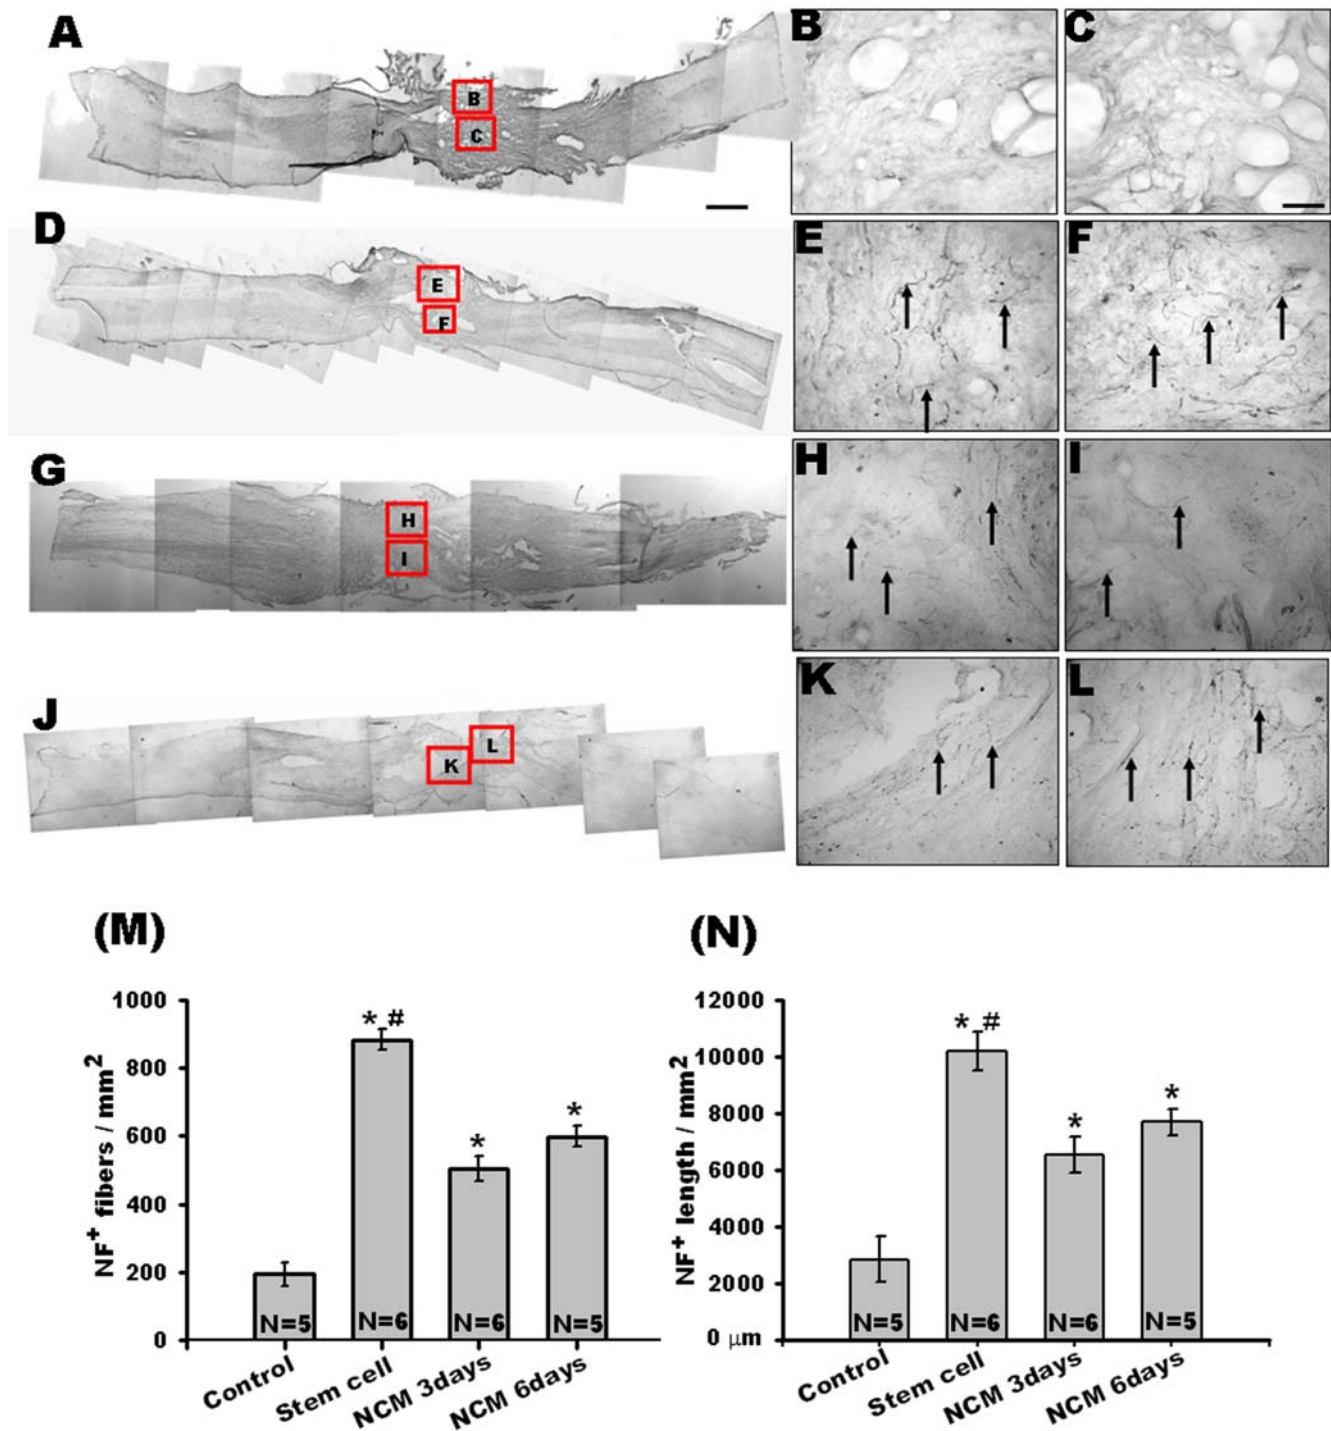 A
B
C
B
C
D
E
F
E
F
G
H
I
H
I
J
K
L
K
L
(M)
(N)
1000
800
600
400
200
0
NF+ fibers / mm2
* #
*
*
N=5
N=6
N=6
N=5
Control
Stem cell
NCM 3days
NCM 6days
12000
10000
8000
6000
4000
2000
0 μm
NF+ length / mm2
* #
*
*
N=5
N=6
N=6
N=5
Control
Stem cell
NCM 3days
NCM 6days